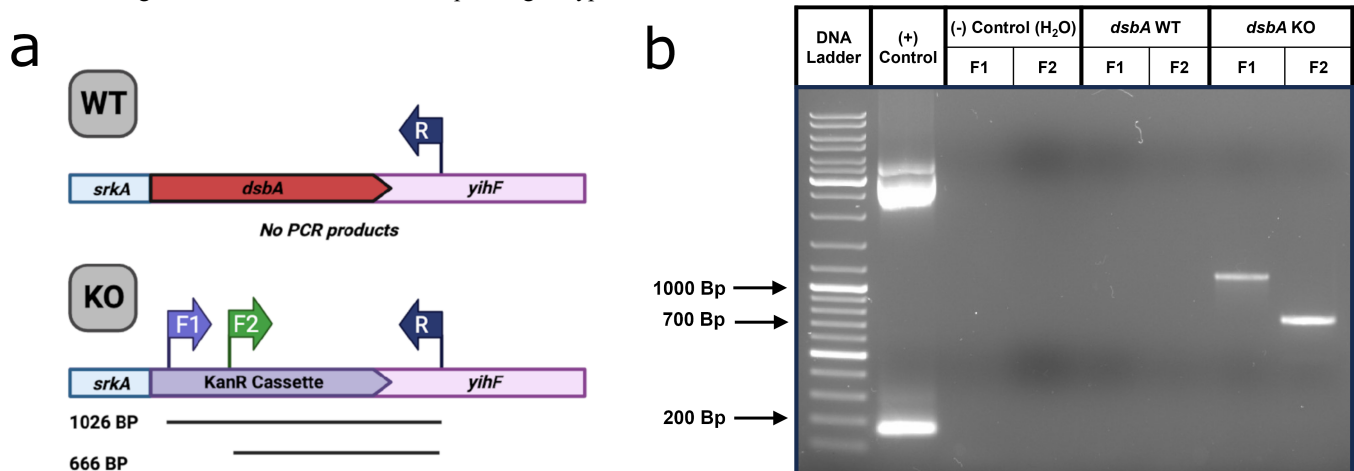 a
WT
R
srkA dsbA yihF
No PCR products
KO
F1 F2 R
srkA KanR Cassette yihF
1026 BP
666 BP
b
DNA Ladder (+) Control (-) Control (H₂O) dsbA WT dsbA KO
F1 F2 F1 F2 F1 F2
1000 Bp
700 Bp
200 Bp